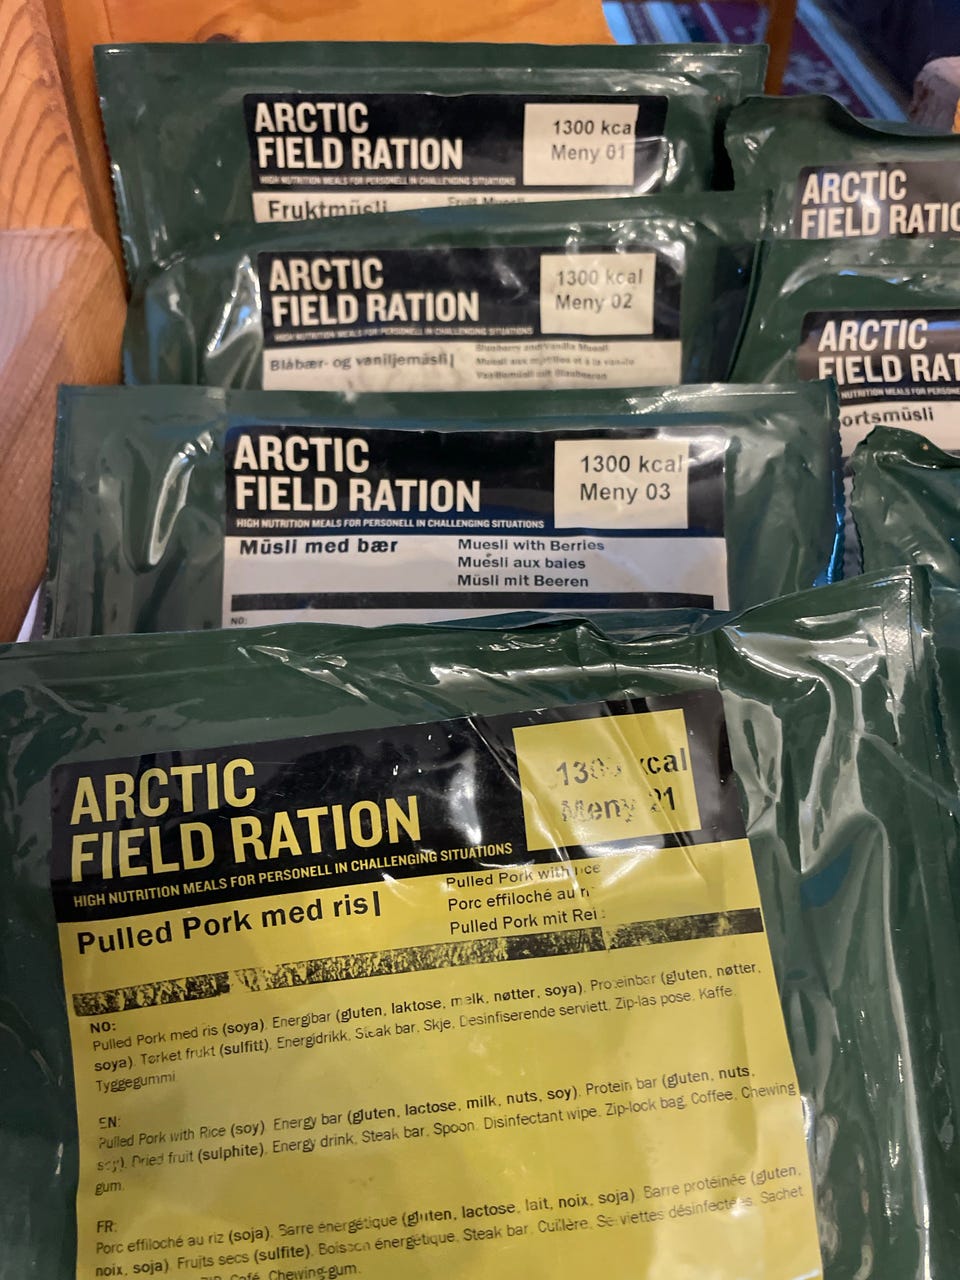 ARCTIC
FIELD RATION
HIGH NUTRITION MEALS FOR PERSONELL IN CHALLENGING SITUATIONS
1300 kca
Meny 01
Fruktmüsli
Fruit Muesli
ARCTIC
FIELD RATIO
ARCTIC
FIELD RATION
HIGH NUTRITION MEALS FOR PERSONELL IN CHALLENGING SITUATIONS
1300 kcal
Meny 02
Blåbær- og vaniljemüsli
Blueberry and Vanilla Muesli
Muesli aux myrtilles et à la vanille
Vanillemüsli mit Blaubeeren
ARCTIC
FIELD RAT
NUTRITION MEALS FOR PERSONE
ortsmüsli
ARCTIC
FIELD RATION
HIGH NUTRITION MEALS FOR PERSONELL IN CHALLENGING SITUATIONS
1300 kcal
Meny 03
Müsli med bær
Muesli with Berries
Muesli aux baies
Müsli mit Beeren
NO:
ARCTIC
FIELD RATION
HIGH NUTRITION MEALS FOR PERSONELL IN CHALLENGING SITUATIONS
1300 kcal
Meny 21
Pulled Pork med ris
Pulled Pork with rice
Porc effiloché au ri
Pulled Pork mit Reis
NO:
Pulled Pork med ris (soya). Energibar (gluten, laktose, melk, nøtter, soya). Proteinbar (gluten, nøtter,
soya). Tørket frukt (sulfitt). Energidrikk. Steak bar. Skje. Desinfiserende serviett. Zip-lås pose. Kaffe.
Tyggegummi
EN:
Pulled Pork with Rice (soy). Energy bar (gluten, lactose, milk, nuts, soy). Protein bar (gluten, nuts,
soy). Dried fruit (sulphite). Energy drink. Steak bar. Spoon. Disinfectant wipe. Zip-lock bag. Coffee. Chewing
gum.
FR:
Porc effiloché au riz (soja). Barre énergétique (gluten, lactose, lait, noix, soja). Barre protéinée (gluten,
noix, soja). Fruits secs (sulfite). Boisson énergétique. Steak bar. Cuillère. Serviettes désinfectées. Sachet
ZIP. Café. Chewing-gum.